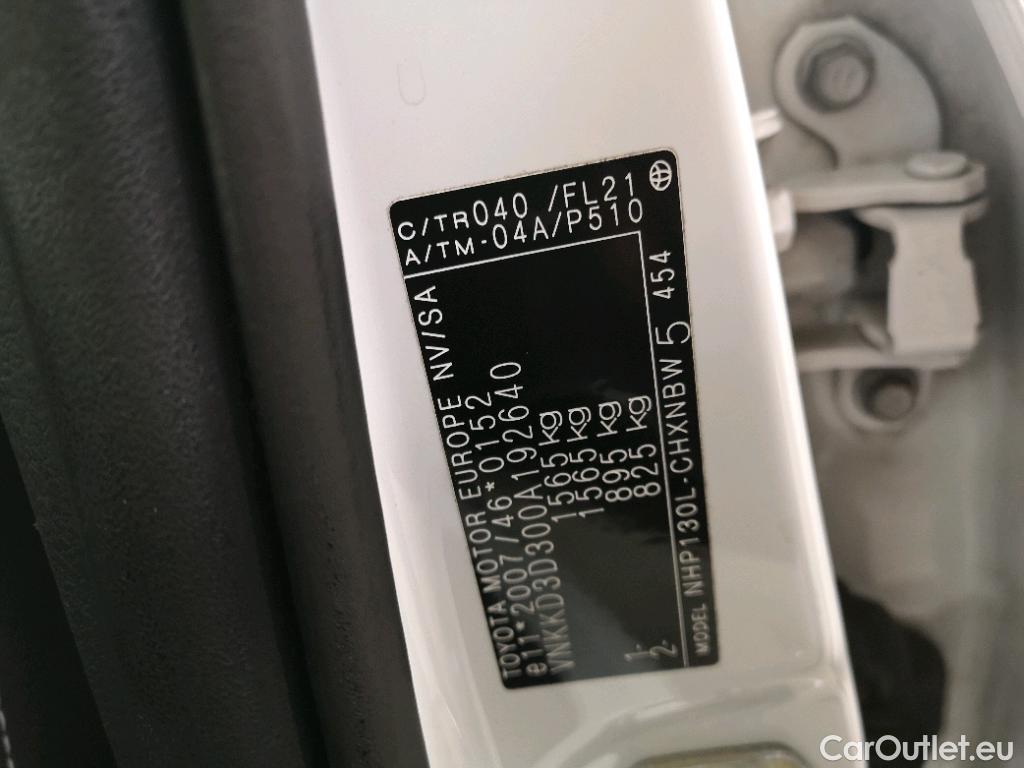 TOYOTA MOTOR EUROPE NV/SA
e11*2007/46*0152
VNKKD3D300A192640
1565 kg
1565 kg
1- 895 kg
2- 825 kg
C/TR040 /FL21
A/TM-04A/P510
MODEL NHP130L-CHXNBW 5 454
CarOutlet.eu